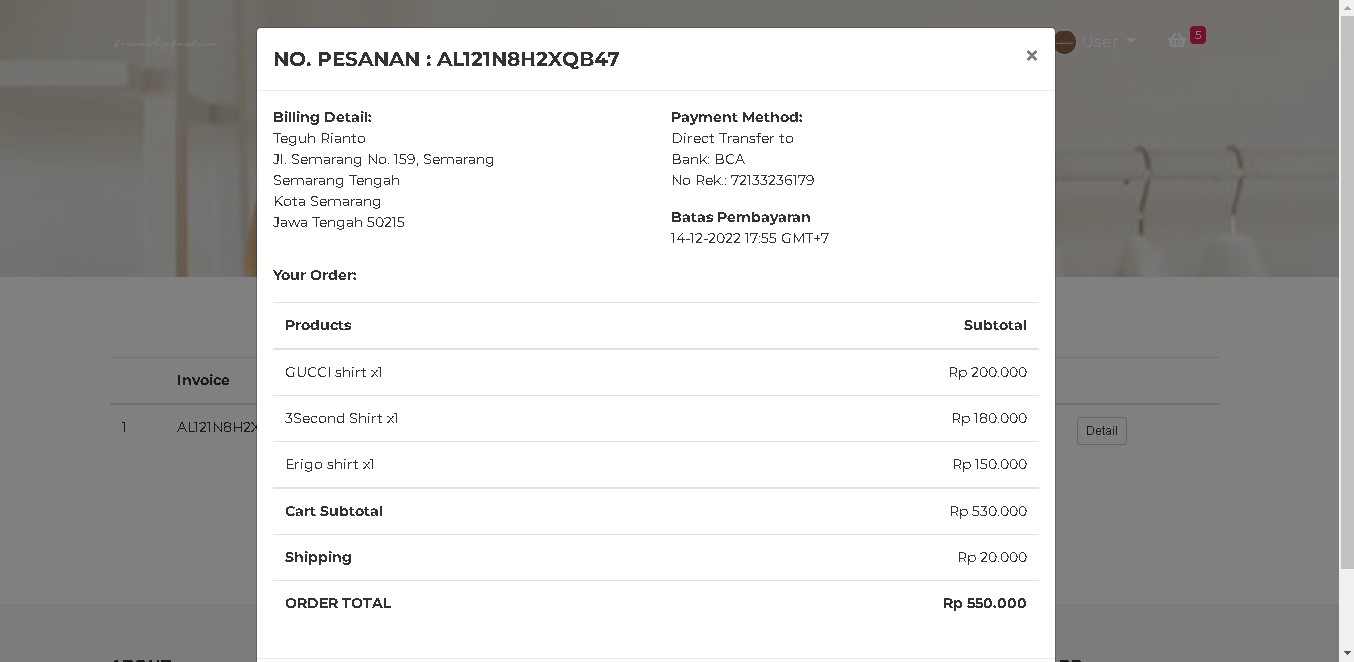 User
5
NO. PESANAN : AL121N8H2XQB47
×
Billing Detail:
Teguh Rianto
Jl. Semarang No. 159, Semarang
Semarang Tengah
Kota Semarang
Jawa Tengah 50215
Payment Method:
Direct Transfer to
Bank: BCA
No Rek.: 72133236179
Batas Pembayaran
14-12-2022 17:55 GMT+7
Your Order:
Products Subtotal
GUCCI shirt x1 Rp 200.000
3Second Shirt x1 Rp 180.000
Erigo shirt x1 Rp 150.000
Cart Subtotal Rp 530.000
Shipping Rp 20.000
ORDER TOTAL Rp 550.000
Invoice
1 AL121N8H2X
Detail